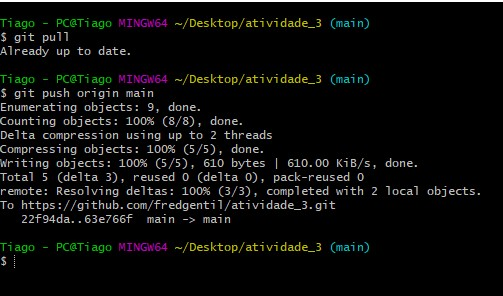 Tiago - PC@Tiago MINGW64 ~/Desktop/atividade_3 (main)
$ git pull
Already up to date.
Tiago - PC@Tiago MINGW64 ~/Desktop/atividade_3 (main)
$ git push origin main
Enumerating objects: 9, done.
Counting objects: 100% (8/8), done.
Delta compression using up to 2 threads
Compressing objects: 100% (5/5), done.
Writing objects: 100% (5/5), 610 bytes | 610.00 KiB/s, done.
Total 5 (delta 3), reused 0 (delta 0), pack-reused 0
remote: Resolving deltas: 100% (3/3), completed with 2 local objects.
To https://github.com/fredgentil/atividade_3.git
   22f94da..63e766f  main -> main
Tiago - PC@Tiago MINGW64 ~/Desktop/atividade_3 (main)
$